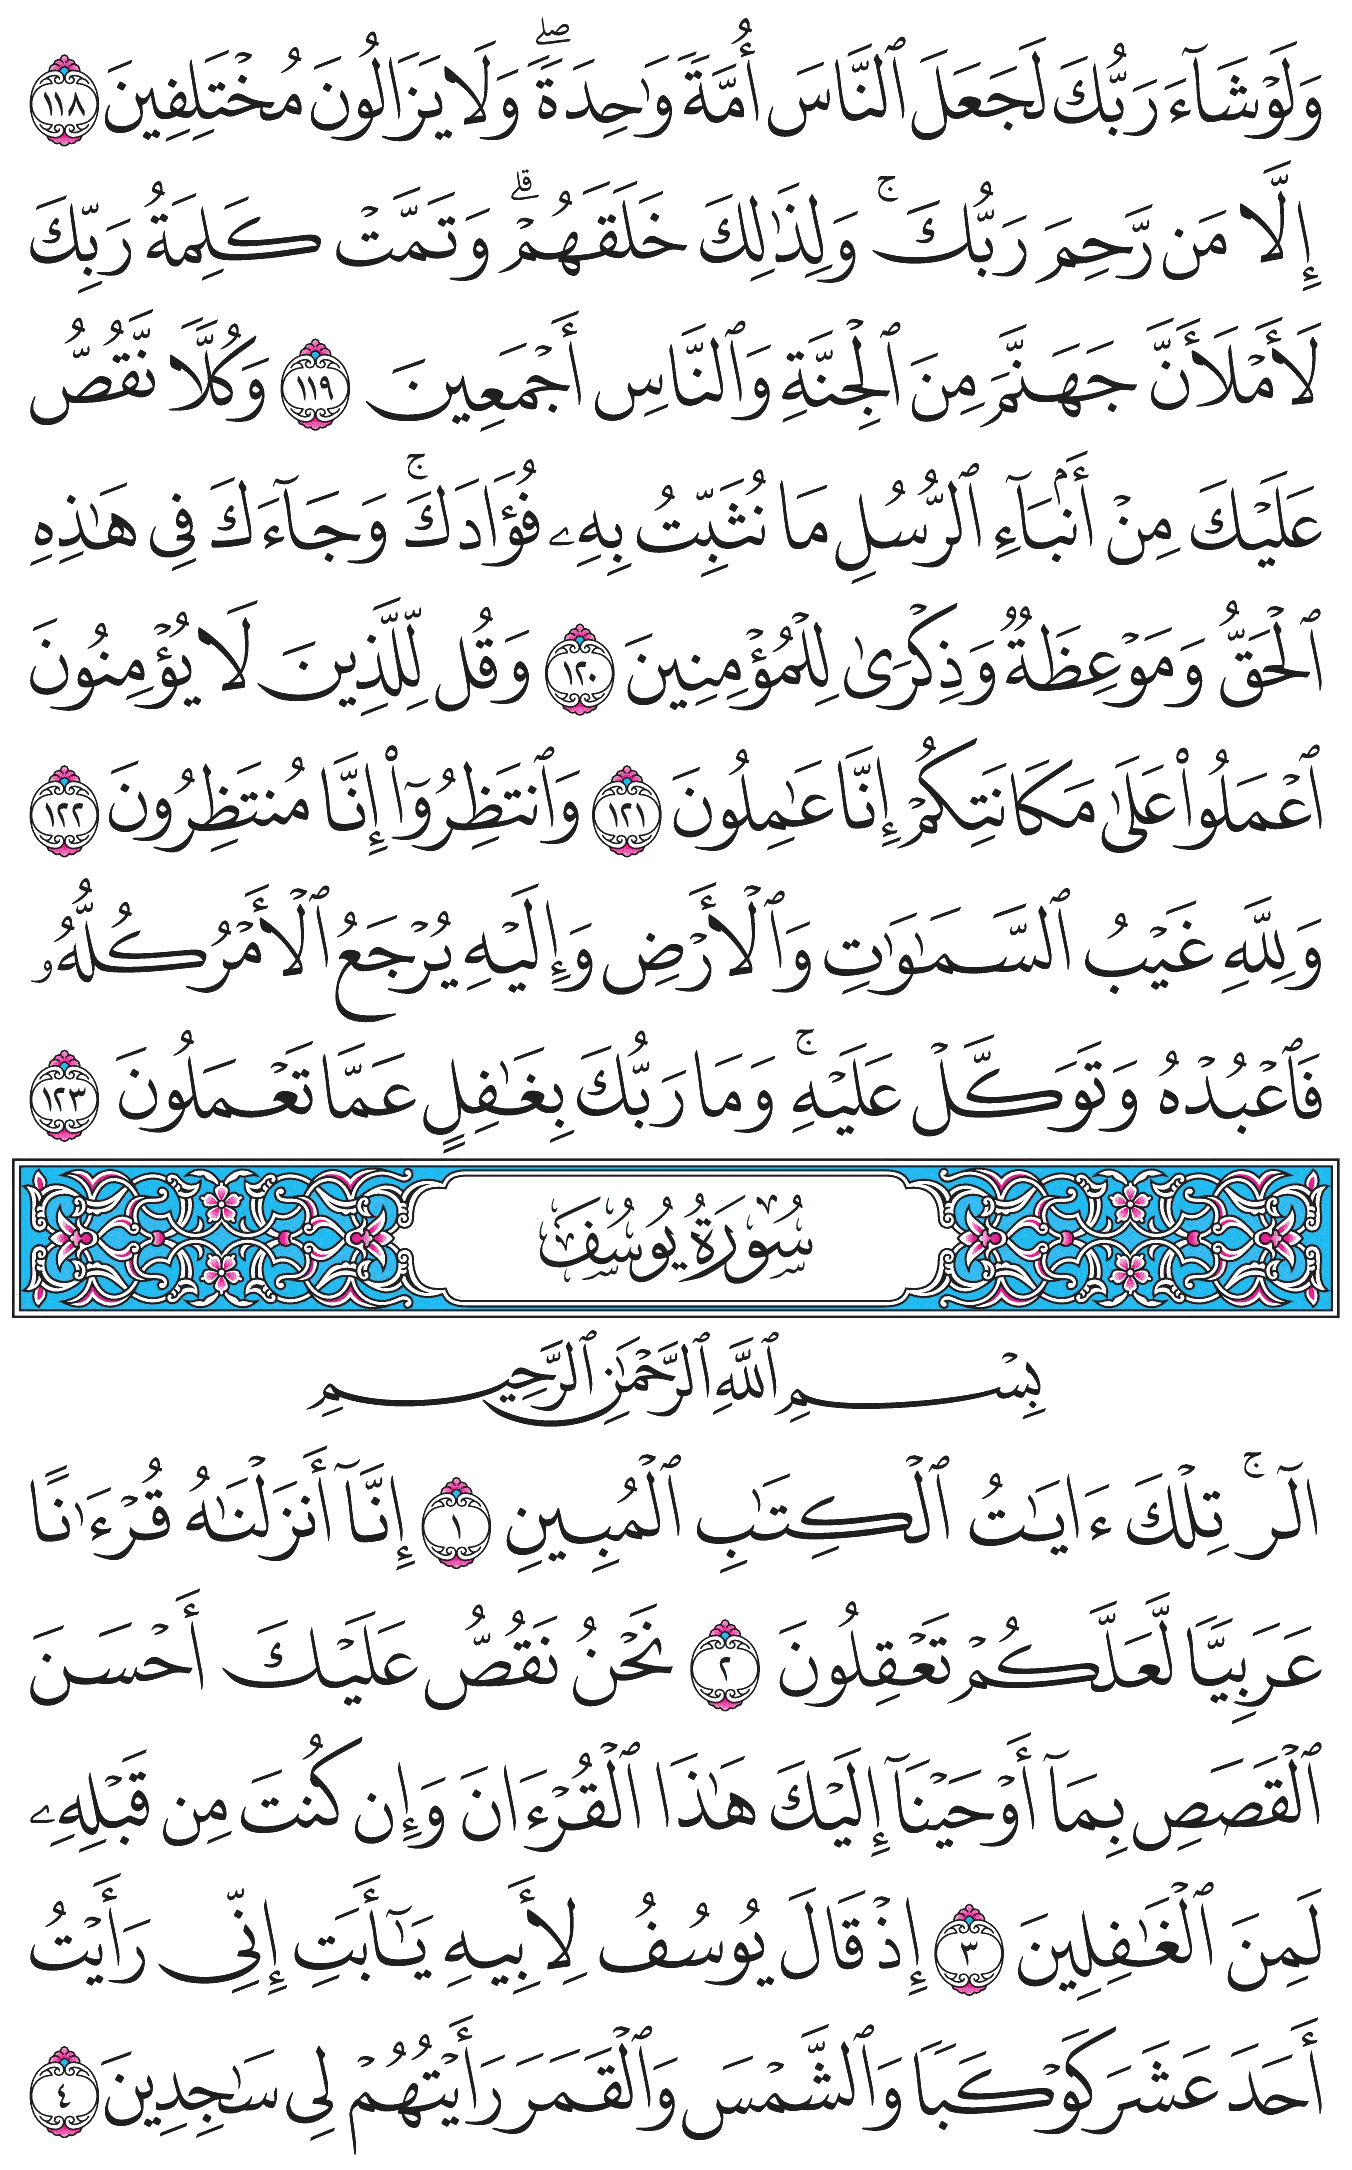 وَلَوۡ شَآءَ رَبُّكَ لَجَعَلَ ٱلنَّاسَ أُمَّةٗ وَٰحِدَةٗۖ وَلَا يَزَالُونَ مُخۡتَلِفِينَ ١١٨
إِلَّا مَن رَّحِمَ رَبُّكَۚ وَلِذَٰلِكَ خَلَقَهُمۡۗ وَتَمَّتۡ كَلِمَةُ رَبِّكَ
لَأَمۡلَأَنَّ جَهَنَّمَ مِنَ ٱلۡجِنَّةِ وَٱلنَّاسِ أَجۡمَعِينَ ١١٩ وَكُلّٗا نَّقُصُّ
عَلَيۡكَ مِنۡ أَنۢبَآءِ ٱلرُّسُلِ مَا نُثَبِّتُ بِهِۦ فُؤَادَكَۚ وَجَآءَكَ فِي هَٰذِهِ
ٱلۡحَقُّ وَمَوۡعِظَةٞ وَذِكۡرَىٰ لِلۡمُؤۡمِنِينَ ١٢٠ وَقُل لِّلَّذِينَ لَا يُؤۡمِنُونَ
ٱعۡمَلُواْ عَلَىٰ مَكَانَتِكُمۡ إِنَّا عَٰمِلُونَ ١٢١ وَٱنتَظِرُوٓاْ إِنَّا مُنتَظِرُونَ ١٢٢
وَلِلَّهِ غَيۡبُ ٱلسَّمَٰوَٰتِ وَٱلۡأَرۡضِ وَإِلَيۡهِ يُرۡجَعُ ٱلۡأَمۡرُ كُلُّهُۥ
فَٱعۡبُدۡهُ وَتَوَكَّلۡ عَلَيۡهِۚ وَمَا رَبُّكَ بِغَٰفِلٍ عَمَّا تَعۡمَلُونَ ١٢٣
سُورَةُ يُوسُفَ
بِسۡمِ ٱللَّهِ ٱلرَّحۡمَٰنِ ٱلرَّحِيمِ
الٓرۚ تِلۡكَ ءَايَٰتُ ٱلۡكِتَٰبِ ٱلۡمُبِينِ ١ إِنَّآ أَنزَلۡنَٰهُ قُرۡءَٰنًا
عَرَبِيّٗا لَّعَلَّكُمۡ تَعۡقِلُونَ ٢ نَحۡنُ نَقُصُّ عَلَيۡكَ أَحۡسَنَ
ٱلۡقَصَصِ بِمَآ أَوۡحَيۡنَآ إِلَيۡكَ هَٰذَا ٱلۡقُرۡءَانَ وَإِن كُنتَ مِن قَبۡلِهِۦ
لَمِنَ ٱلۡغَٰفِلِينَ ٣ إِذۡ قَالَ يُوسُفُ لِأَبِيهِ يَٰٓأَبَتِ إِنِّي رَأَيۡتُ
أَحَدَ عَشَرَ كَوۡكَبٗا وَٱلشَّمۡسَ وَٱلۡقَمَرَ رَأَيۡتُهُمۡ لِي سَٰجِدِينَ ٤